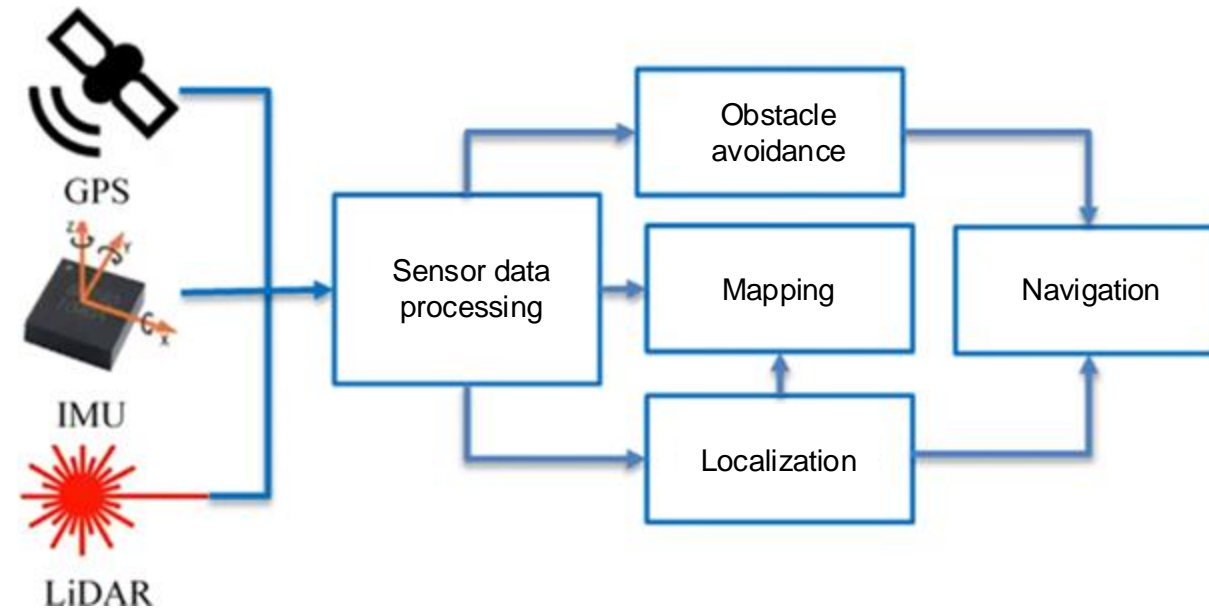 GPS
Z
Y
X
IMU
LiDAR
Sensor data
processing
Obstacle
avoidance
Mapping
Localization
Navigation